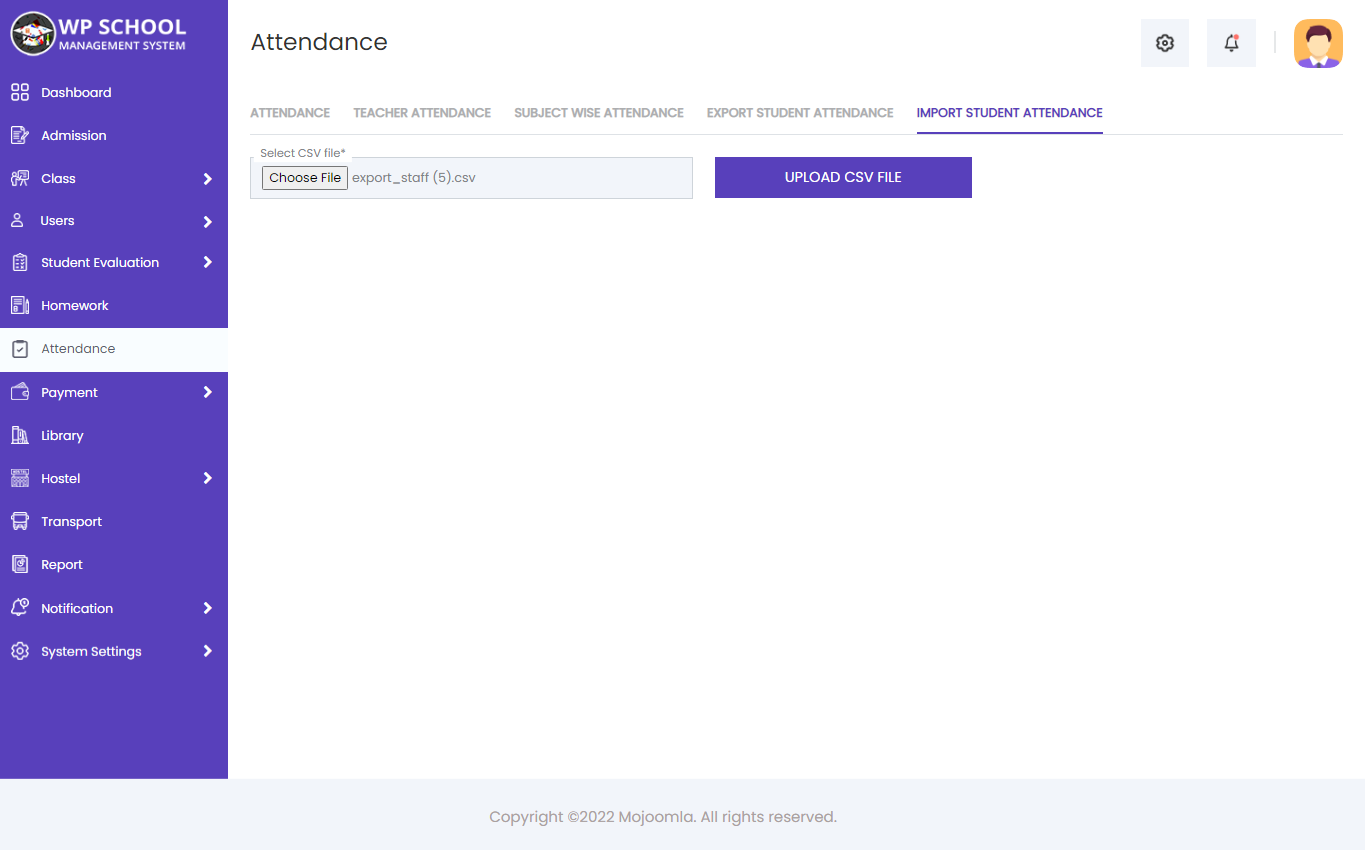 WP SCHOOL
MANAGEMENT SYSTEM
Dashboard
Admission
Class
Users
Student Evaluation
Homework
Attendance
Payment
Library
Hostel
Transport
Report
Notification
System Settings
Attendance
ATTENDANCE TEACHER ATTENDANCE SUBJECT WISE ATTENDANCE EXPORT STUDENT ATTENDANCE IMPORT STUDENT ATTENDANCE
Select CSV file*
Choose File export_staff (5).csv
UPLOAD CSV FILE
Copyright ©2022 Mojoomla. All rights reserved.